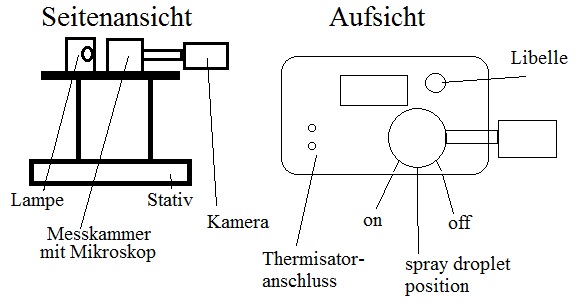 Seitenansicht
Aufsicht
Libelle
Lampe
Stativ
Kamera
Messkammer
mit Mikroskop
on
off
Thermisator-
anschluss
spray droplet
position